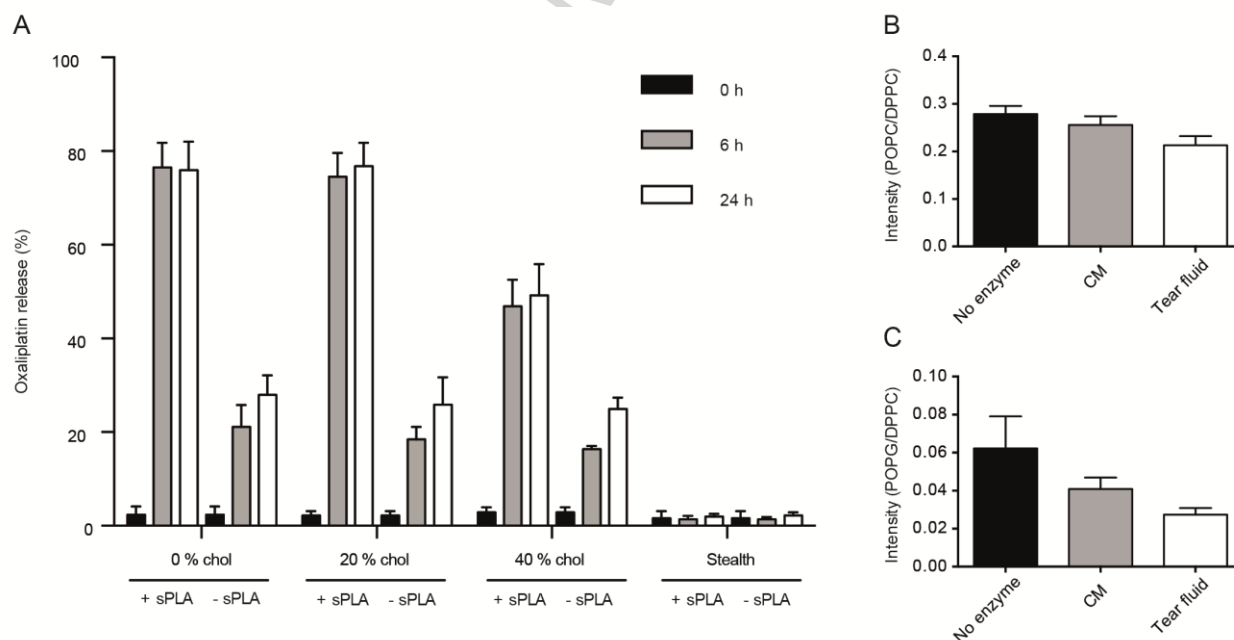 A
100
80
60
40
20
0
Oxaliplatin release (%)
0 h
6 h
24 h
0 % chol 20 % chol 40 % chol Stealth
+ sPLA - sPLA + sPLA - sPLA + sPLA - sPLA + sPLA - sPLA
B
0.4
0.3
0.2
0.1
0.0
Intensity (POPC/DPPC)
No enzyme CM Tear fluid
C
0.10
0.08
0.06
0.04
0.02
0.00
Intensity (POPG/DPPC)
No enzyme CM Tear fluid